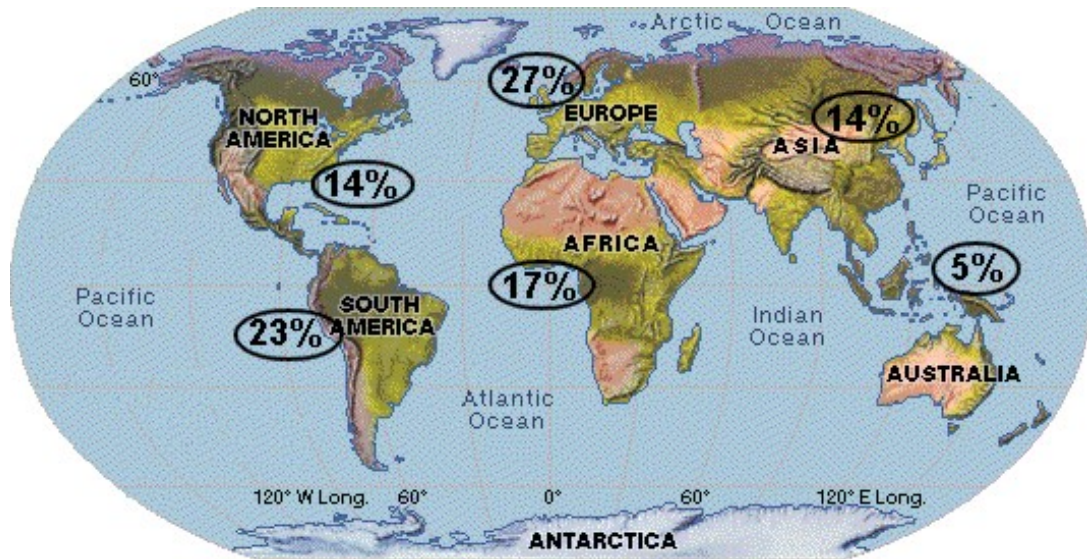 Arctic Ocean
60°
27%
NORTH
AMERICA
EUROPE
14%
ASIA
14%
Pacific
Ocean
AFRICA
5%
17%
Pacific
Ocean
SOUTH
AMERICA
23%
Indian
Ocean
AUSTRALIA
Atlantic
Ocean
120° W Long. 60° 0° 60° 120° E Long.
ANTARCTICA